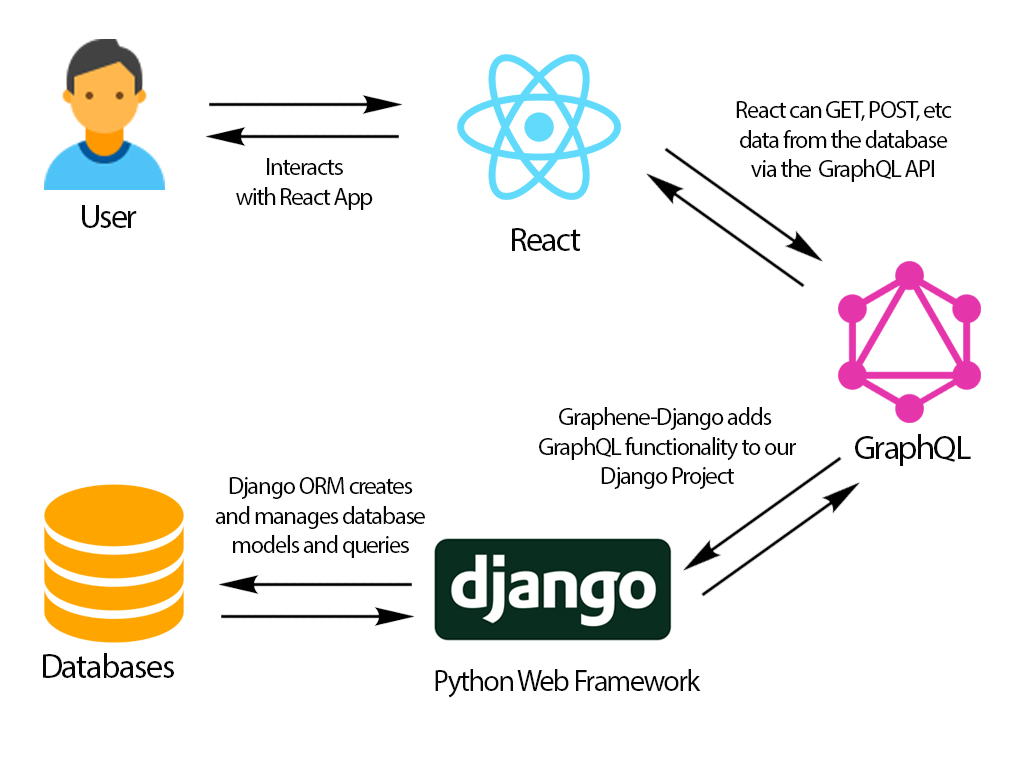 User
Interacts
with React App
React
React can GET, POST, etc
data from the database
via the GraphQL API
GraphQL
Graphene-Django adds
GraphQL functionality to our
Django Project
django
Python Web Framework
Django ORM creates
and manages database
models and queries
Databases